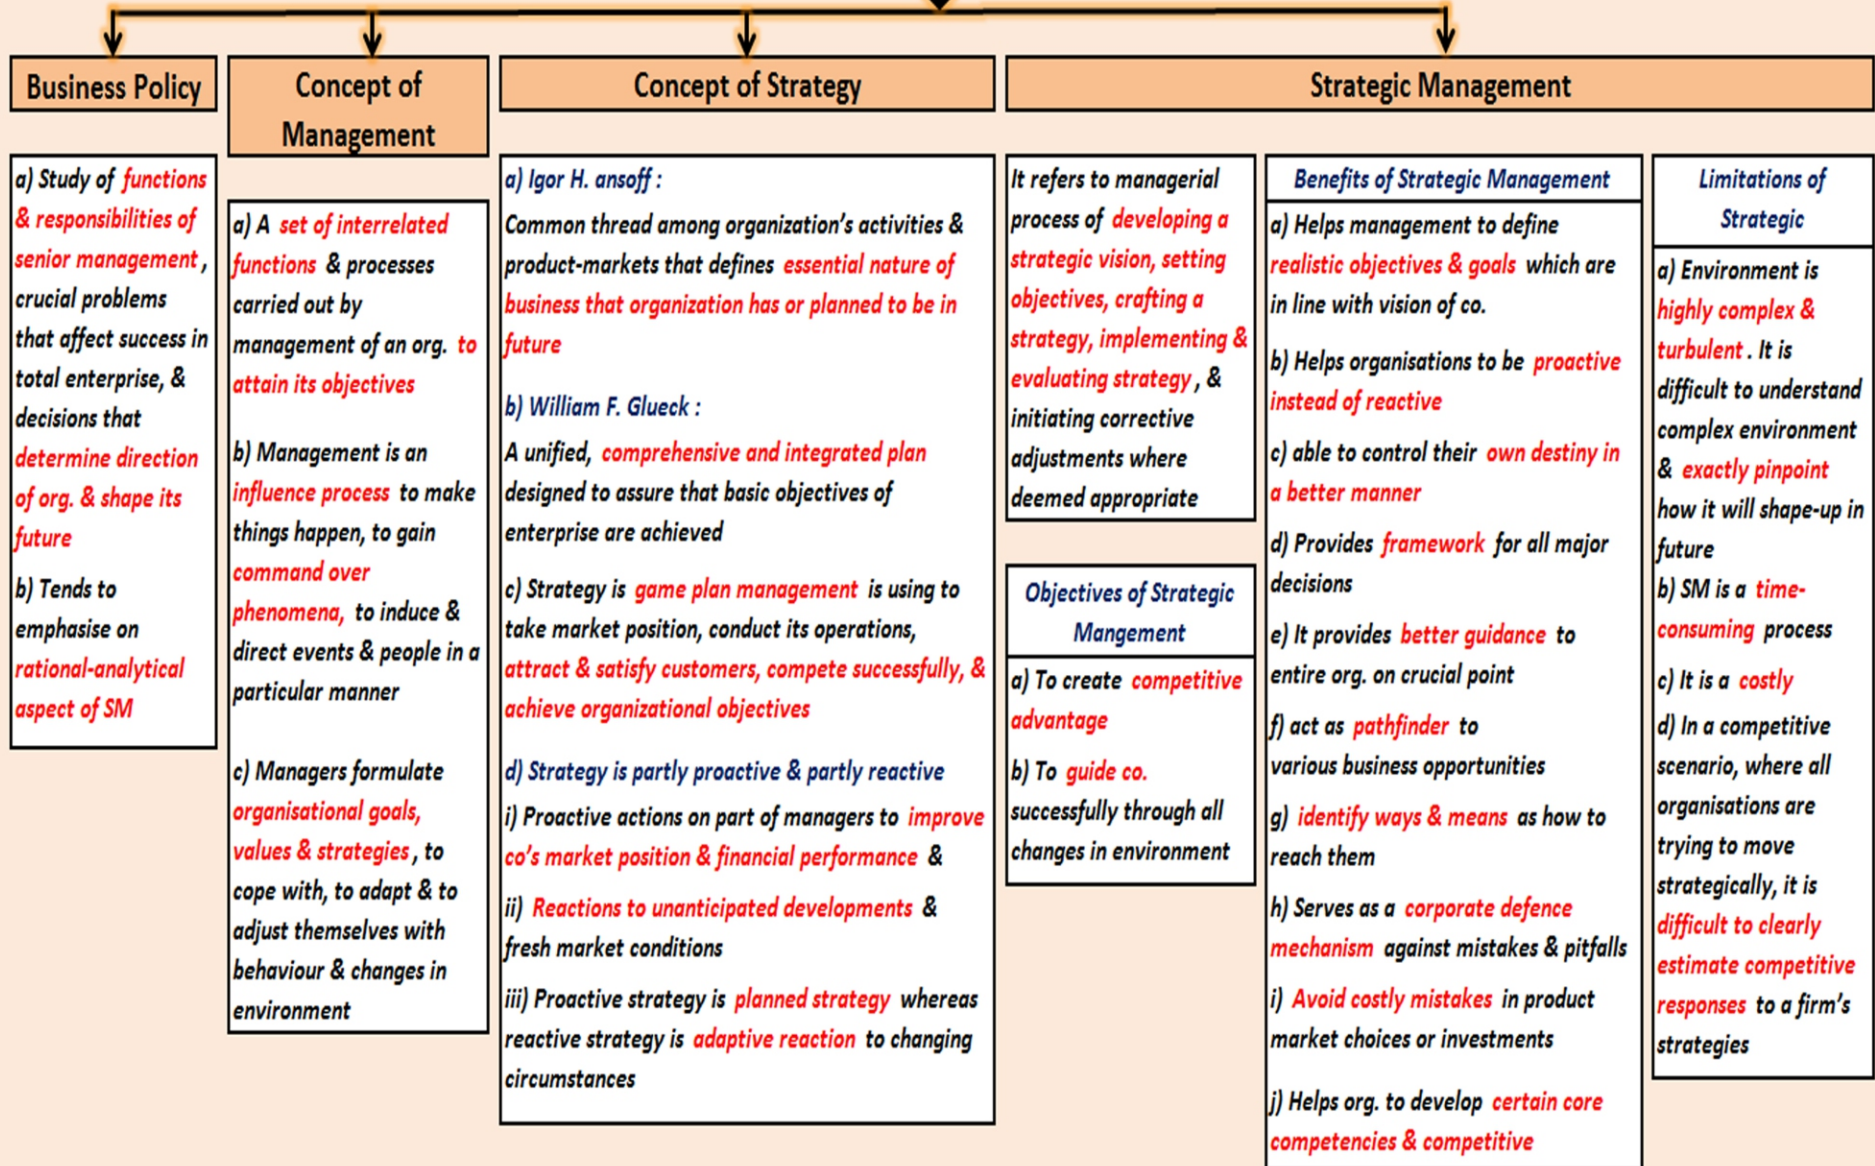 Business Policy
a) Study of functions
& responsibilities of
senior management ,
crucial problems
that affect success in
total enterprise, &
decisions that
determine direction
of org. & shape its
future
b) Tends to
emphasise on
rational-analytical
aspect of SM
Concept of
Management
a) A set of interrelated
functions & processes
carried out by
management of an org. to
attain its objectives
b) Management is an
influence process to make
things happen, to gain
command over
phenomena, to induce &
direct events & people in a
particular manner
c) Managers formulate
organisational goals,
values & strategies , to
cope with, to adapt & to
adjust themselves with
behaviour & changes in
environment
Concept of Strategy
a) Igor H. ansoff :
Common thread among organization's activities &
product-markets that defines essential nature of
business that organization has or planned to be in
future
b) William F. Glueck :
A unified, comprehensive and integrated plan
designed to assure that basic objectives of
enterprise are achieved
c) Strategy is game plan management is using to
take market position, conduct its operations,
attract & satisfy customers, compete successfully, &
achieve organizational objectives
d) Strategy is partly proactive & partly reactive
i) Proactive actions on part of managers to improve
co's market position & financial performance &
ii) Reactions to unanticipated developments &
fresh market conditions
iii) Proactive strategy is planned strategy whereas
reactive strategy is adaptive reaction to changing
circumstances
Strategic Management
It refers to managerial
process of developing a
strategic vision, setting
objectives, crafting a
strategy, implementing &
evaluating strategy , &
initiating corrective
adjustments where
deemed appropriate
Objectives of Strategic
Mangement
a) To create competitive
advantage
b) To guide co.
successfully through all
changes in environment
Benefits of Strategic Management
a) Helps management to define
realistic objectives & goals which are
in line with vision of co.
b) Helps organisations to be proactive
instead of reactive
c) able to control their own destiny in
a better manner
d) Provides framework for all major
decisions
e) It provides better guidance to
entire org. on crucial point
f) act as pathfinder to
various business opportunities
g) identify ways & means as how to
reach them
h) Serves as a corporate defence
mechanism against mistakes & pitfalls
i) Avoid costly mistakes in product
market choices or investments
j) Helps org. to develop certain core
competencies & competitive
Limitations of
Strategic
a) Environment is
highly complex &
turbulent . It is
difficult to understand
complex environment
& exactly pinpoint
how it will shape-up in
future
b) SM is a time-
consuming process
c) It is a costly
d) In a competitive
scenario, where all
organisations are
trying to move
strategically, it is
difficult to clearly
estimate competitive
responses to a firm's
strategies